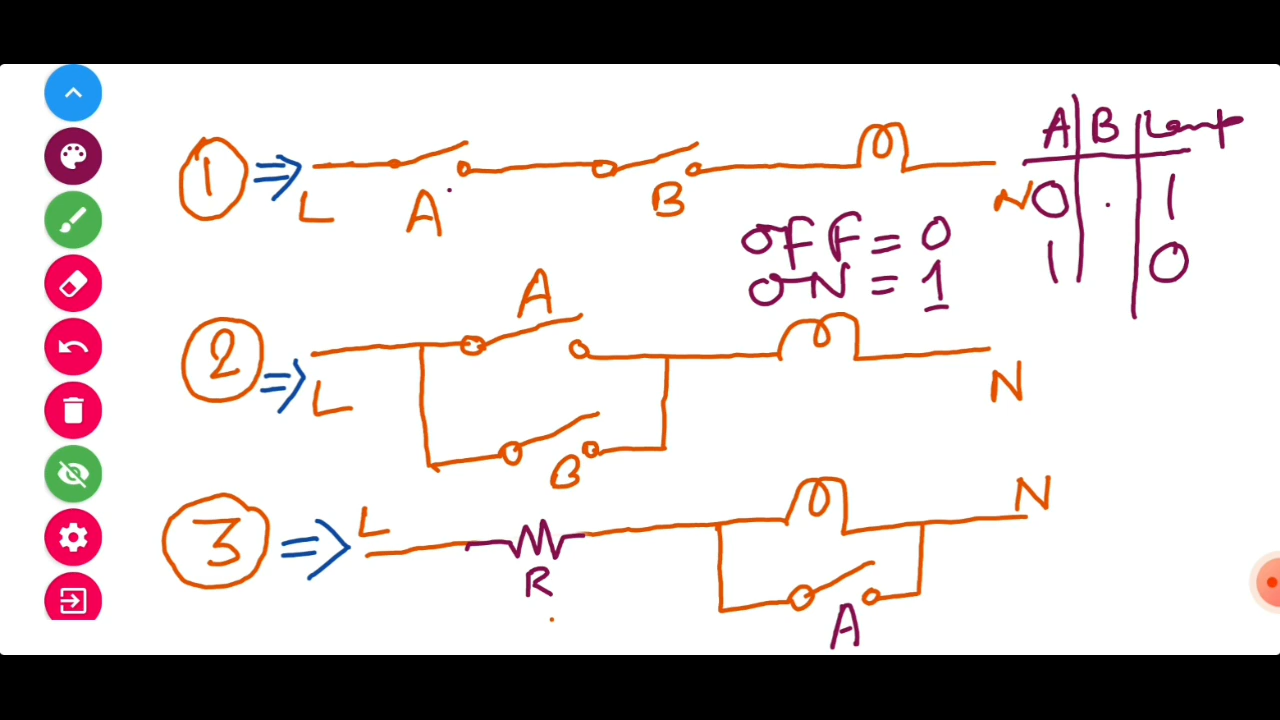 A B Lamp
1 ⇒ L A B N 0 1
OFF = 0
ON = 1
1 0
A
2 ⇒ L N
B
3 ⇒ L R N
A